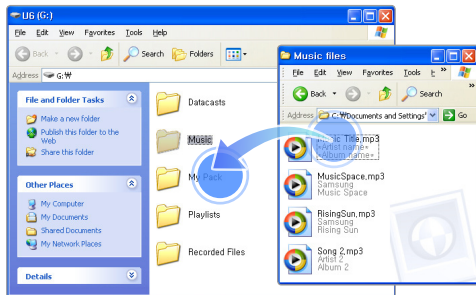 U6 (G:)
File Edit View Favorites Tools Help
Back Search Folders
Address G:₩
File and Folder Tasks
Make a new folder
Publish this folder to the
Web
Share this folder
Other Places
My Computer
My Documents
Shared Documents
My Network Places
Details
Datacasts
Music
My Pack
Playlists
Recorded Files
Music files
File Edit View Favorites Tools »
Back Search »
Address C:₩Documents and Settings' Go
Music Title.mp3
*Artist name*
*Album name*
MusicSpace.mp3
Samsung
Music Space
RisingSun.mp3
Samsung
Rising Sun
Song 2.mp3
Artist 2
Album 2